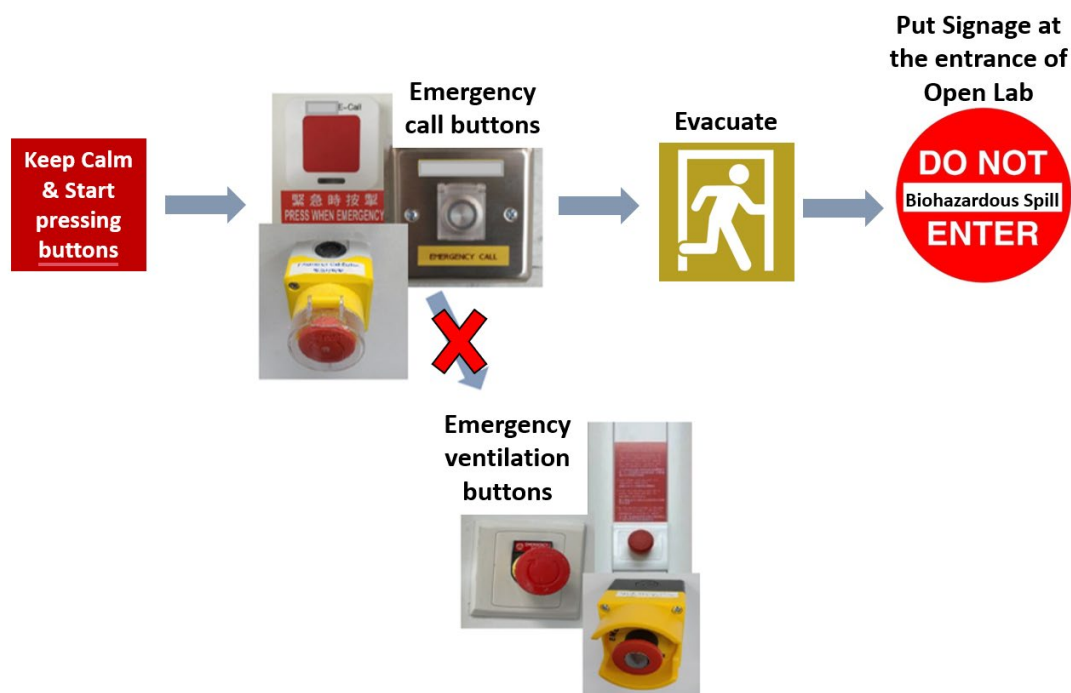 Keep Calm
& Start
pressing
buttons
E-Call
緊急時按掣
PRESS WHEN EMERGENCY
Emergency
call buttons
EMERGENCY CALL
Evacuate
Put Signage at
the entrance of
Open Lab
DO NOT
Biohazardous Spill
ENTER
Emergency
ventilation
buttons